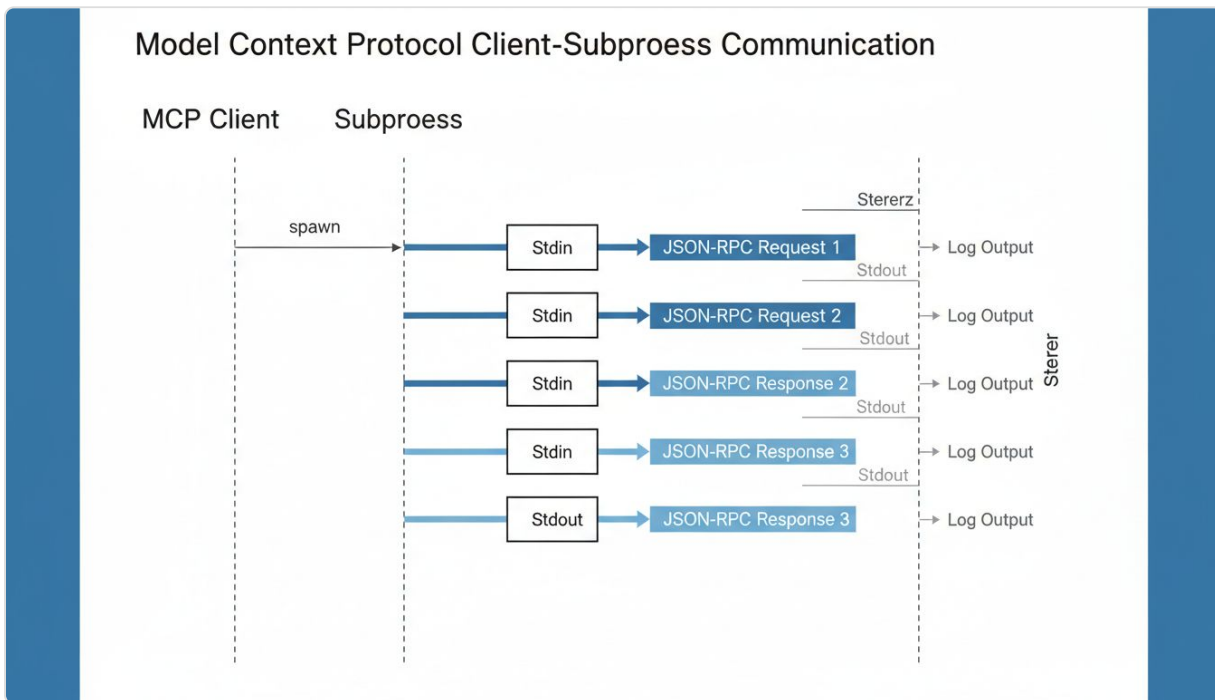 Model Context Protocol Client-Subproess Communication
MCP Client
Subproess
Stererz
spawn
Stdin
JSON-RPC Request 1
Log Output
Stdout
Stdin
JSON-RPC Request 2
Log Output
Stdout
Sterer
Stdin
JSON-RPC Response 2
Log Output
Stdout
Stdin
JSON-RPC Response 3
Log Output
Stdout
Stdout
JSON-RPC Response 3
Log Output